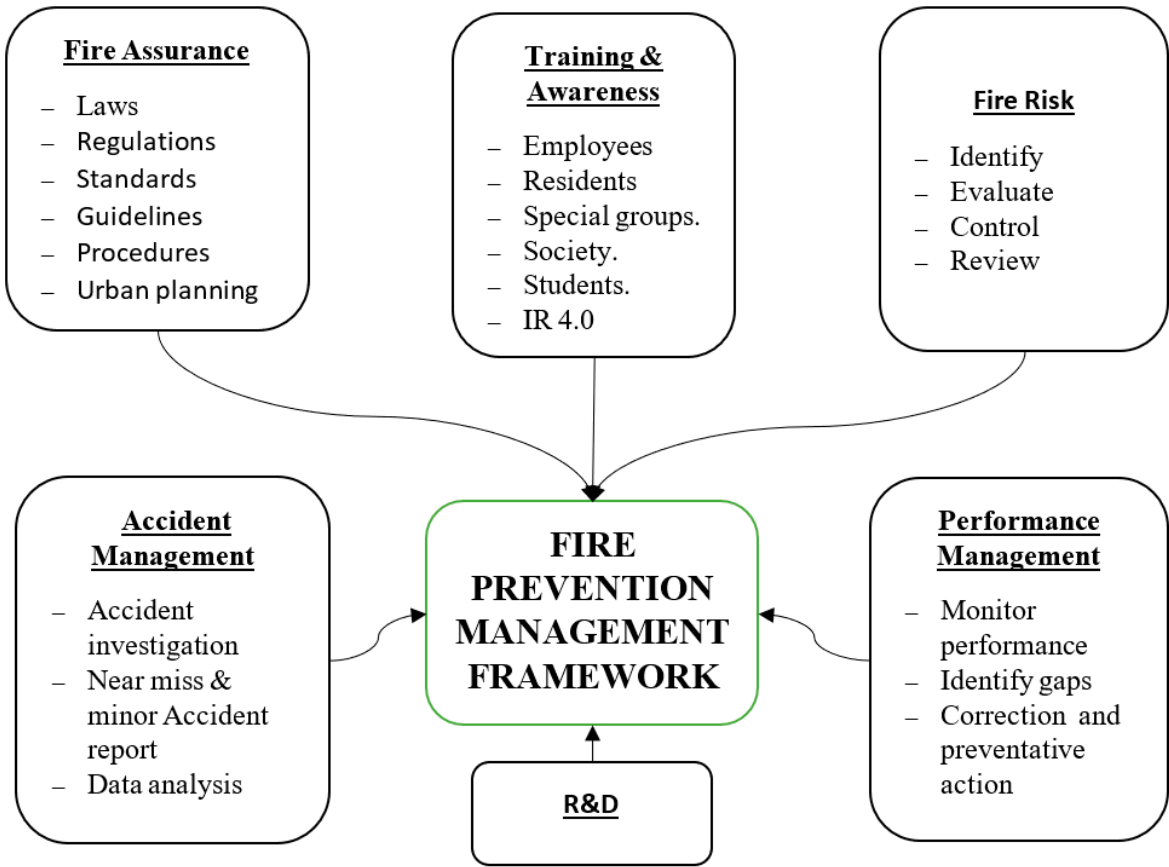 Fire Assurance
– Laws
– Regulations
– Standards
– Guidelines
– Procedures
– Urban planning
Training &
Awareness
– Employees
– Residents
– Special groups.
– Society.
– Students.
– IR 4.0
Fire Risk
– Identify
– Evaluate
– Control
– Review
Accident
Management
– Accident
investigation
– Near miss &
minor Accident
report
– Data analysis
FIRE
PREVENTION
MANAGEMENT
FRAMEWORK
Performance
Management
– Monitor
performance
– Identify gaps
– Correction and
preventative
action
R&D